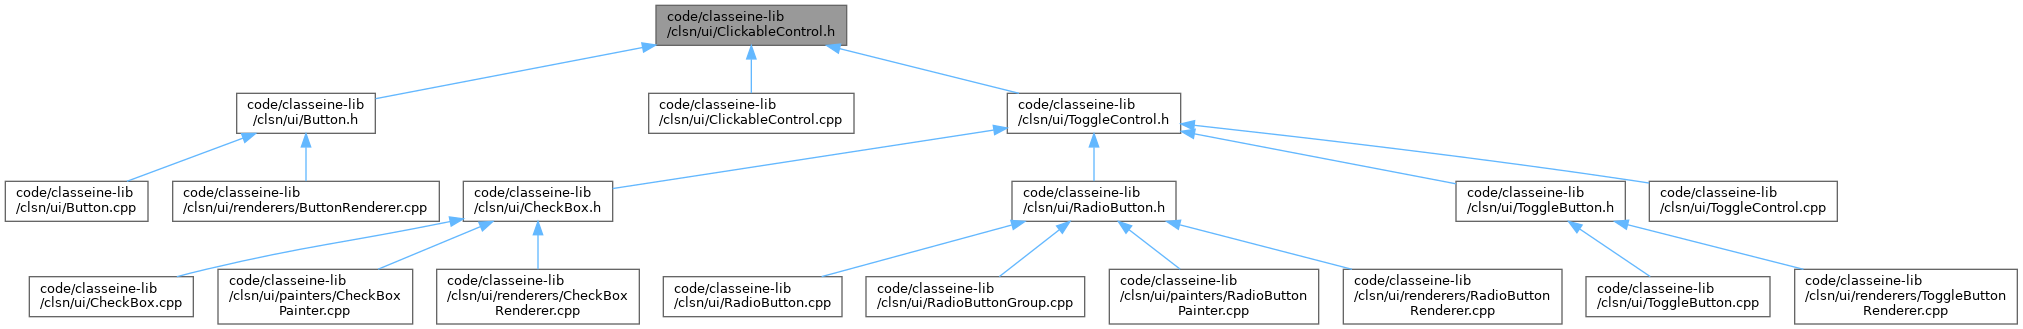 code/classeine-lib
/clsn/ui/ClickableControl.h
code/classeine-lib
/clsn/ui/Button.h
code/classeine-lib
/clsn/ui/ClickableControl.cpp
code/classeine-lib
/clsn/ui/ToggleControl.h
code/classeine-lib
/clsn/ui/Button.cpp
code/classeine-lib
/clsn/ui/renderers/ButtonRenderer.cpp
code/classeine-lib
/clsn/ui/CheckBox.h
code/classeine-lib
/clsn/ui/RadioButton.h
code/classeine-lib
/clsn/ui/ToggleButton.h
code/classeine-lib
/clsn/ui/ToggleControl.cpp
code/classeine-lib
/clsn/ui/CheckBox.cpp
code/classeine-lib
/clsn/ui/painters/CheckBox
Painter.cpp
code/classeine-lib
/clsn/ui/renderers/CheckBox
Renderer.cpp
code/classeine-lib
/clsn/ui/RadioButton.cpp
code/classeine-lib
/clsn/ui/RadioButtonGroup.cpp
code/classeine-lib
/clsn/ui/painters/RadioButton
Painter.cpp
code/classeine-lib
/clsn/ui/renderers/RadioButton
Renderer.cpp
code/classeine-lib
/clsn/ui/ToggleButton.cpp
code/classeine-lib
/clsn/ui/renderers/ToggleButton
Renderer.cpp